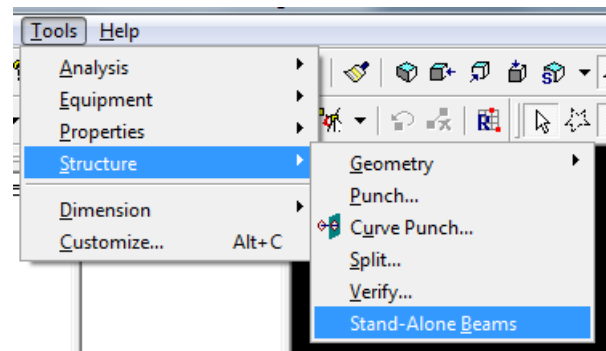 Tools Help
Analysis
Equipment
Properties
Structure
Dimension
Customize... Alt+C
Geometry
Punch...
Curve Punch...
Split...
Verify...
Stand-Alone Beams